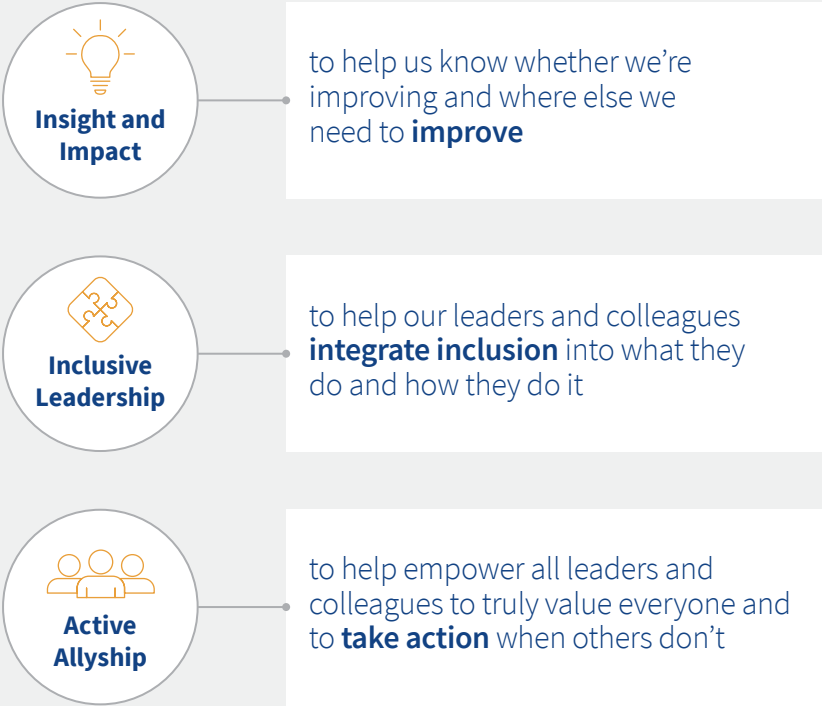 Insight and
Impact
to help us know whether we’re
improving and where else we
need to improve
Inclusive
Leadership
to help our leaders and colleagues
integrate inclusion into what they
do and how they do it
Active
Allyship
to help empower all leaders and
colleagues to truly value everyone and
to take action when others don’t